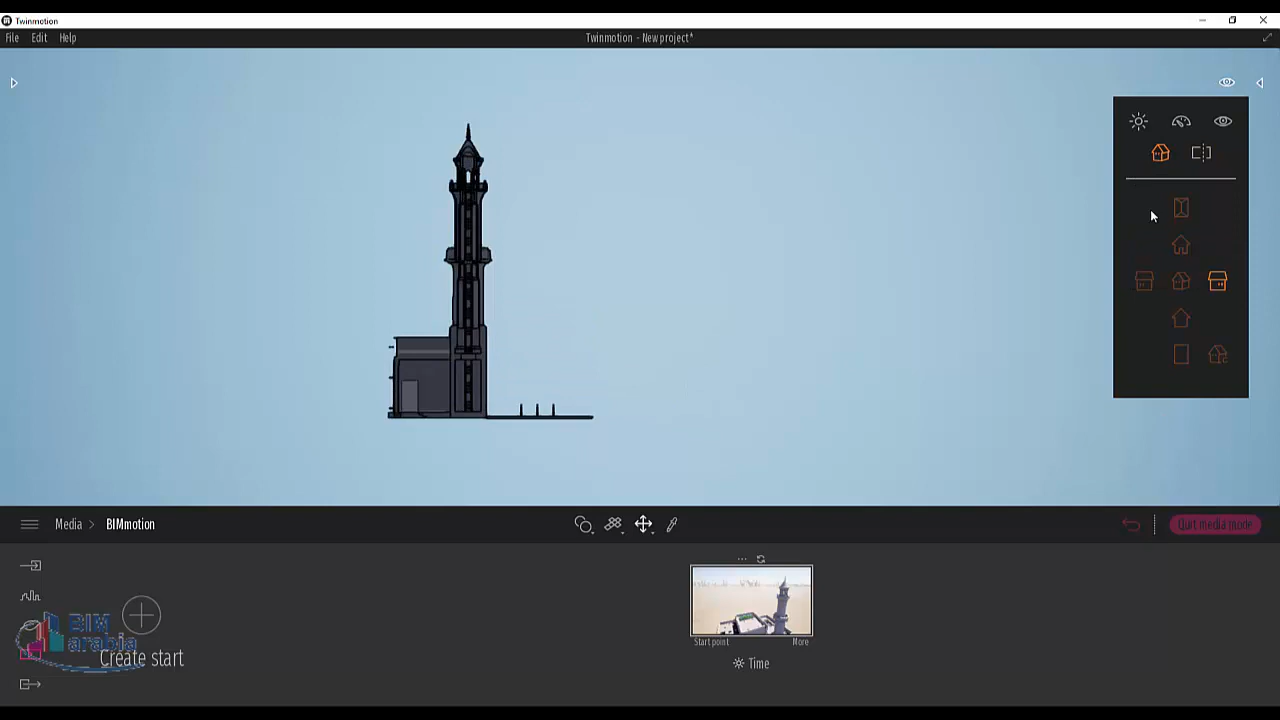 Twinmotion
File Edit Help
Twinmotion - New project*
Media > BIMmotion
Quit media mode
BIM
arabia
Create start
Start point
More
Time